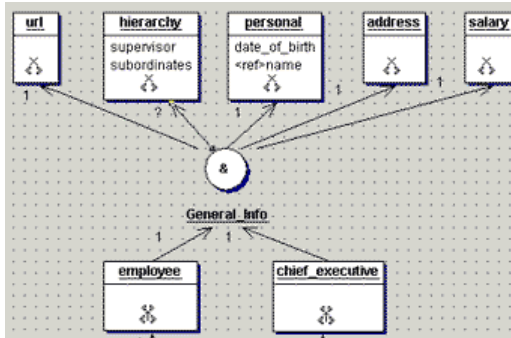 url
hierarchy
personal
address
salary
supervisor
subordinates
date_of_birth
<ref>name
1
?
1
1
1
&
General_Info
1
1
employee
chief_executive